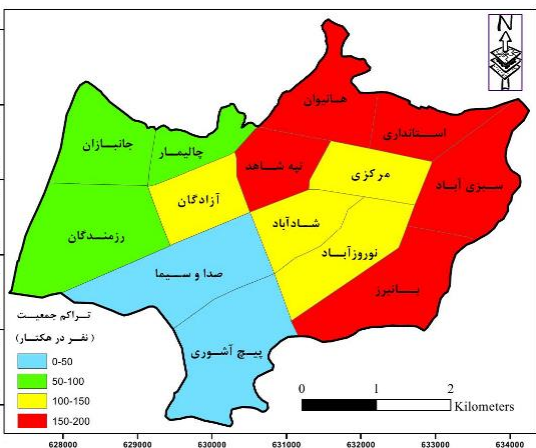 N
هانیوان
استانداری
جانبازان
چالیمار
تپه شاهد
مرکزی
سبزی آباد
آزادگان
شادآباد
رزمندگان
نوروزآباد
صدا و سیما
بانبرز
پیچ آشوری
تراکم جمعیت
(نفر در هکتار)
0-50
50-100
100-150
150-200
0 1 2
Kilometers
628000 629000 630000 631000 632000 633000 634000